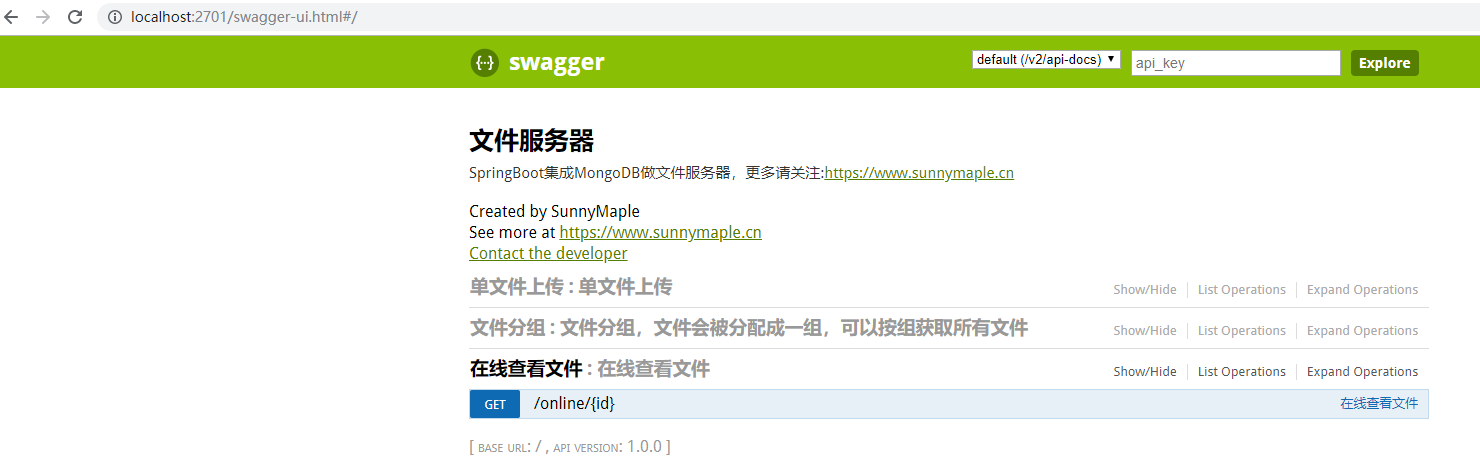 localhost:2701/swagger-ui.html#/
{··} swagger default (/v2/api-docs) api_key Explore
文件服务器
SpringBoot集成MongoDB做文件服务器，更多请关注:https://www.sunnymaple.cn
Created by SunnyMaple
See more at https://www.sunnymaple.cn
Contact the developer
单文件上传 : 单文件上传 Show/Hide List Operations Expand Operations
文件分组 : 文件分组，文件会被分配成一组，可以按组获取所有文件 Show/Hide List Operations Expand Operations
在线查看文件 : 在线查看文件 Show/Hide List Operations Expand Operations
GET /online/{id} 在线查看文件
[ BASE URL: / , API VERSION: 1.0.0 ]